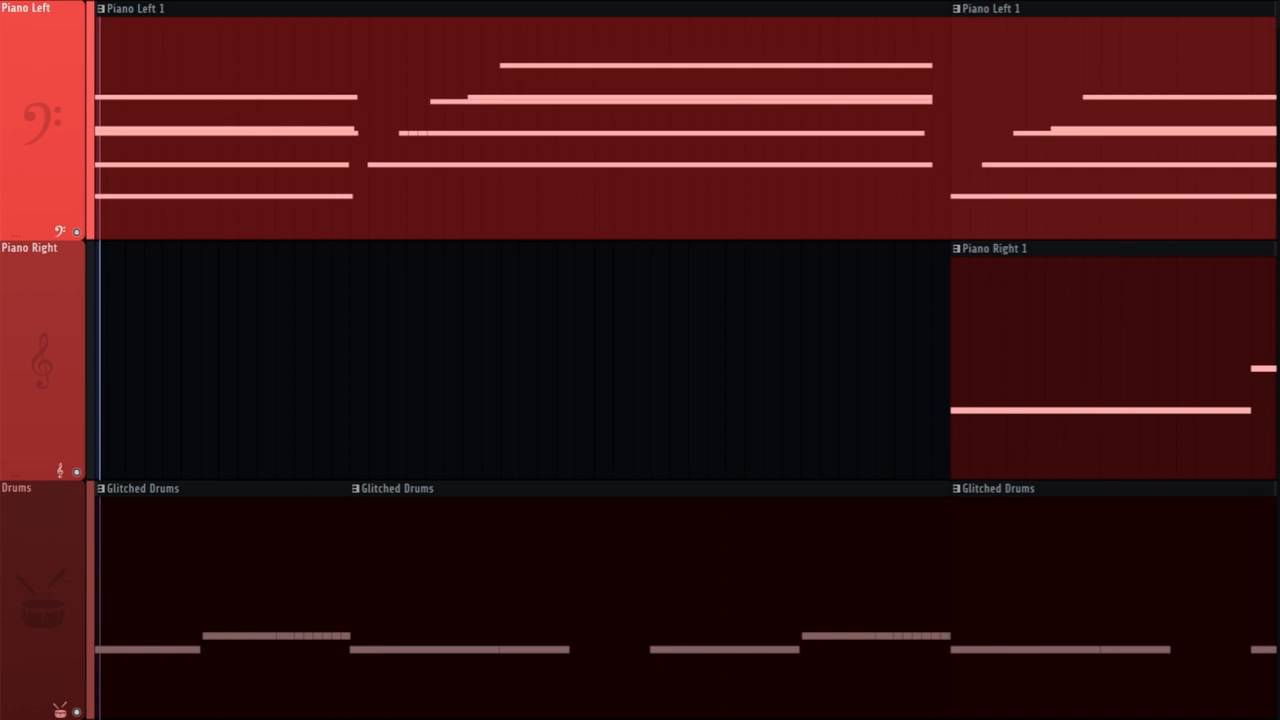 Piano Left
Piano Left 1
Piano Left 1
Piano Right
Piano Right 1
Drums
Glitched Drums
Glitched Drums
Glitched Drums